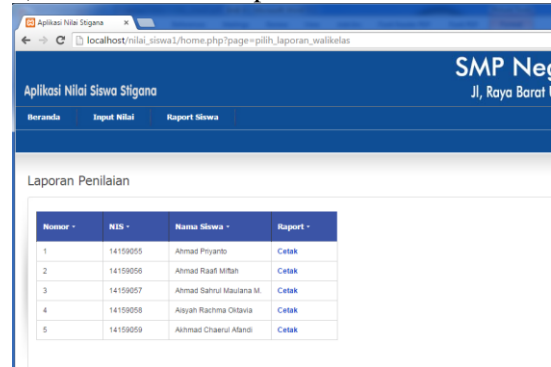 Aplikasi Nilai Stigana
localhost/nilai_siswa1/home.php?page=pilih_laporan_walikelas
SMP Neg
Aplikasi Nilai Siswa Stigana
Jl, Raya Barat
Beranda Input Nilai Raport Siswa
Laporan Penilaian
Nomor NIS Nama Siswa Raport
1 14159055 Ahmad Priyanto Cetak
2 14159056 Ahmad Raafi Miftah Cetak
3 14159057 Ahmad Sahrul Maulana M. Cetak
4 14159058 Aisyah Rachma Oktavia Cetak
5 14159059 Akhmad Chaerul Afandi Cetak